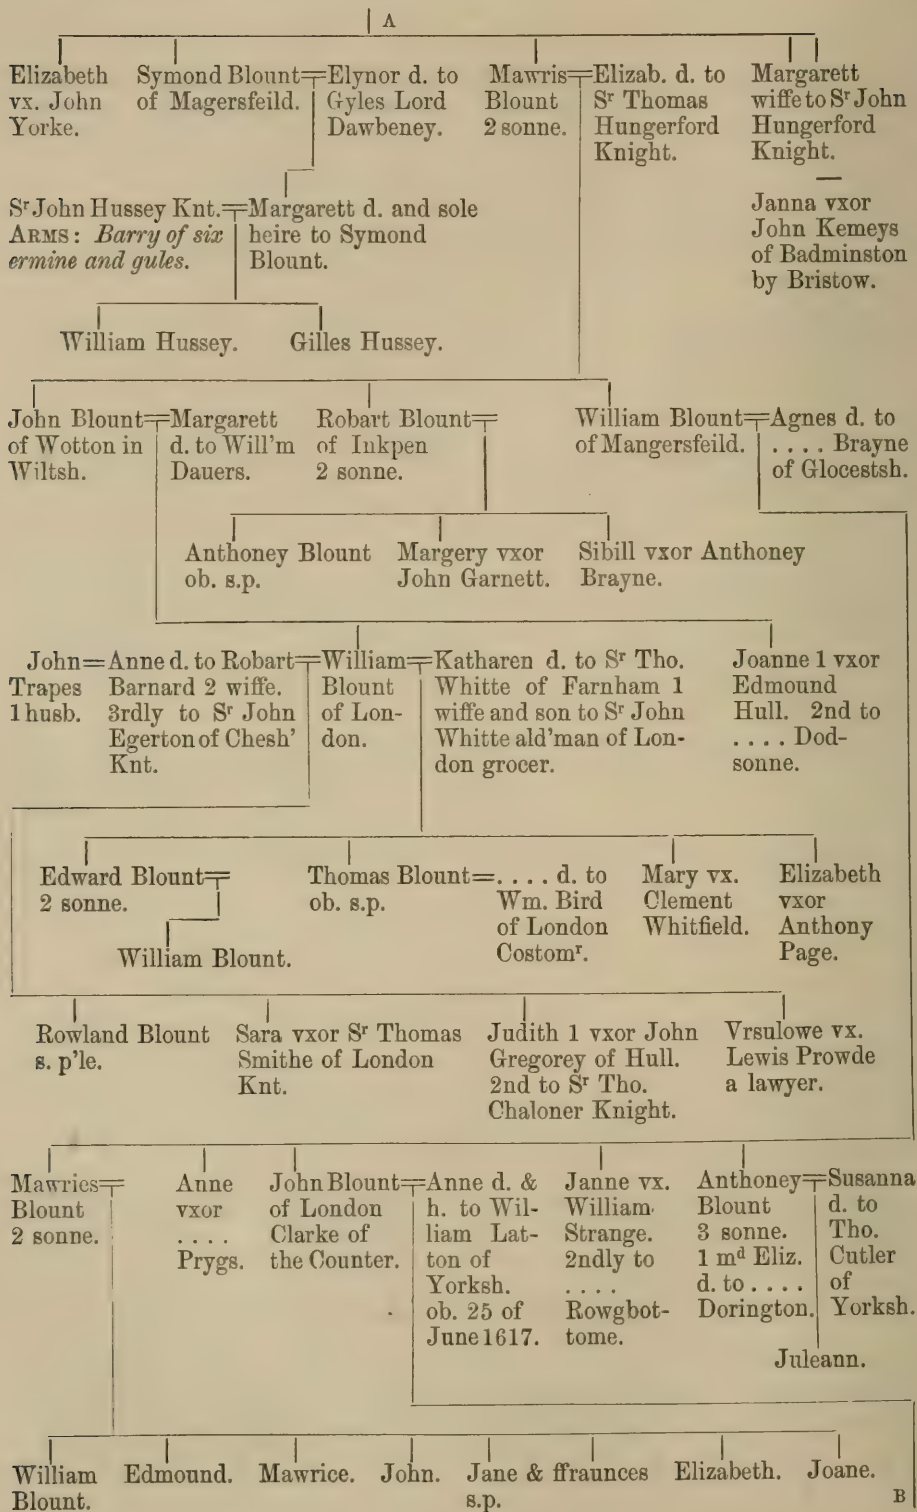 A
Elizabeth
vx. John
Yorke.
Symond Blount
of Magersfeild.
Elynor d. to
Gyles Lord
Dawbeney.
Mawris
Blount
2 sonne.
Elizab. d. to
Sʳ Thomas
Hungerford
Knight.
Margarett
wiffe to Sʳ John
Hungerford
Knight.
—
Janna vxor
John Kemeys
of Badminston
by Bristow.
Sʳ John Hussey Knt.
ARMS: Barry of six
ermine and gules.
Margarett d. and sole
heire to Symond
Blount.
William Hussey.
Gilles Hussey.
John Blount
of Wotton in
Wiltsh.
Margarett
d. to Will'm
Dauers.
Robart Blount
of Inkpen
2 sonne.
William Blount
of Mangersfeild.
Agnes d. to
.... Brayne
of Glocestsh.
Anthoney Blount
ob. s.p.
Margery vxor
John Garnett.
Sibill vxor Anthoney
Brayne.
John=
Trapes
1 husb.
Anne d. to Robart
Barnard 2 wiffe.
3rdly to Sʳ John
Egerton of Chesh'
Knt.
William
Blount
of Lon-
don.
Katharen d. to Sʳ Tho.
Whitte of Farnham 1
wiffe and son to Sʳ John
Whitte ald'man of Lon-
don grocer.
Joanne 1 vxor
Edmound
Hull. 2nd to
.... Dod-
sonne.
Edward Blount
2 sonne.
William Blount.
Thomas Blount=
ob. s.p.
.... d. to
Wm. Bird
of London
Costomʳ.
Mary vx.
Clement
Whitfield.
Elizabeth
vxor
Anthony
Page.
Rowland Blount
s. p'le.
Sara vxor Sʳ Thomas
Smithe of London
Knt.
Judith 1 vxor John
Gregorey of Hull.
2nd to Sʳ Tho.
Chaloner Knight.
Vrsulowe vx.
Lewis Prowde
a lawyer.
Mawries
Blount
2 sonne.
Anne
vxor
....
Prygs.
John Blount
of London
Clarke of
the Counter.
Anne d. &
h. to Wil-
liam Lat-
ton of
Yorksh.
ob. 25 of
June 1617.
Janne vx.
William
Strange.
2ndly to
....
Rowgbot-
tome.
Anthoney
Blount
3 sonne.
1 mᵈ Eliz.
d. to ....
Dorington.
Susanna
d. to
Tho.
Cutler
of
Yorksh.
Juleann.
William
Blount.
Edmound.
Mawrice.
John.
Jane & ffraunces
s.p.
Elizabeth.
Joane.
B